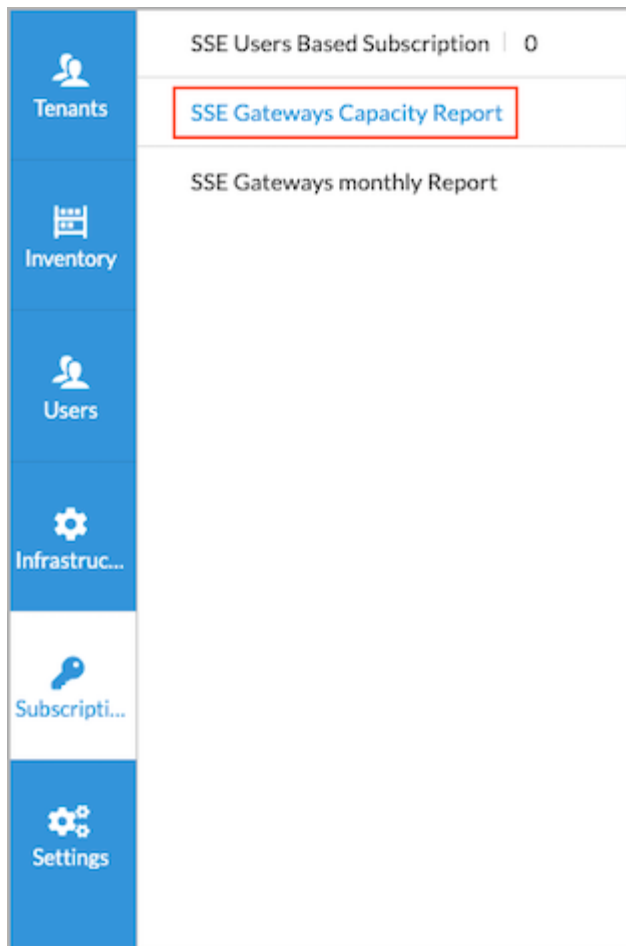 Tenants
Inventory
Users
Infrastruc...
Subscripti...
Settings
SSE Users Based Subscription | 0
SSE Gateways Capacity Report
SSE Gateways monthly Report